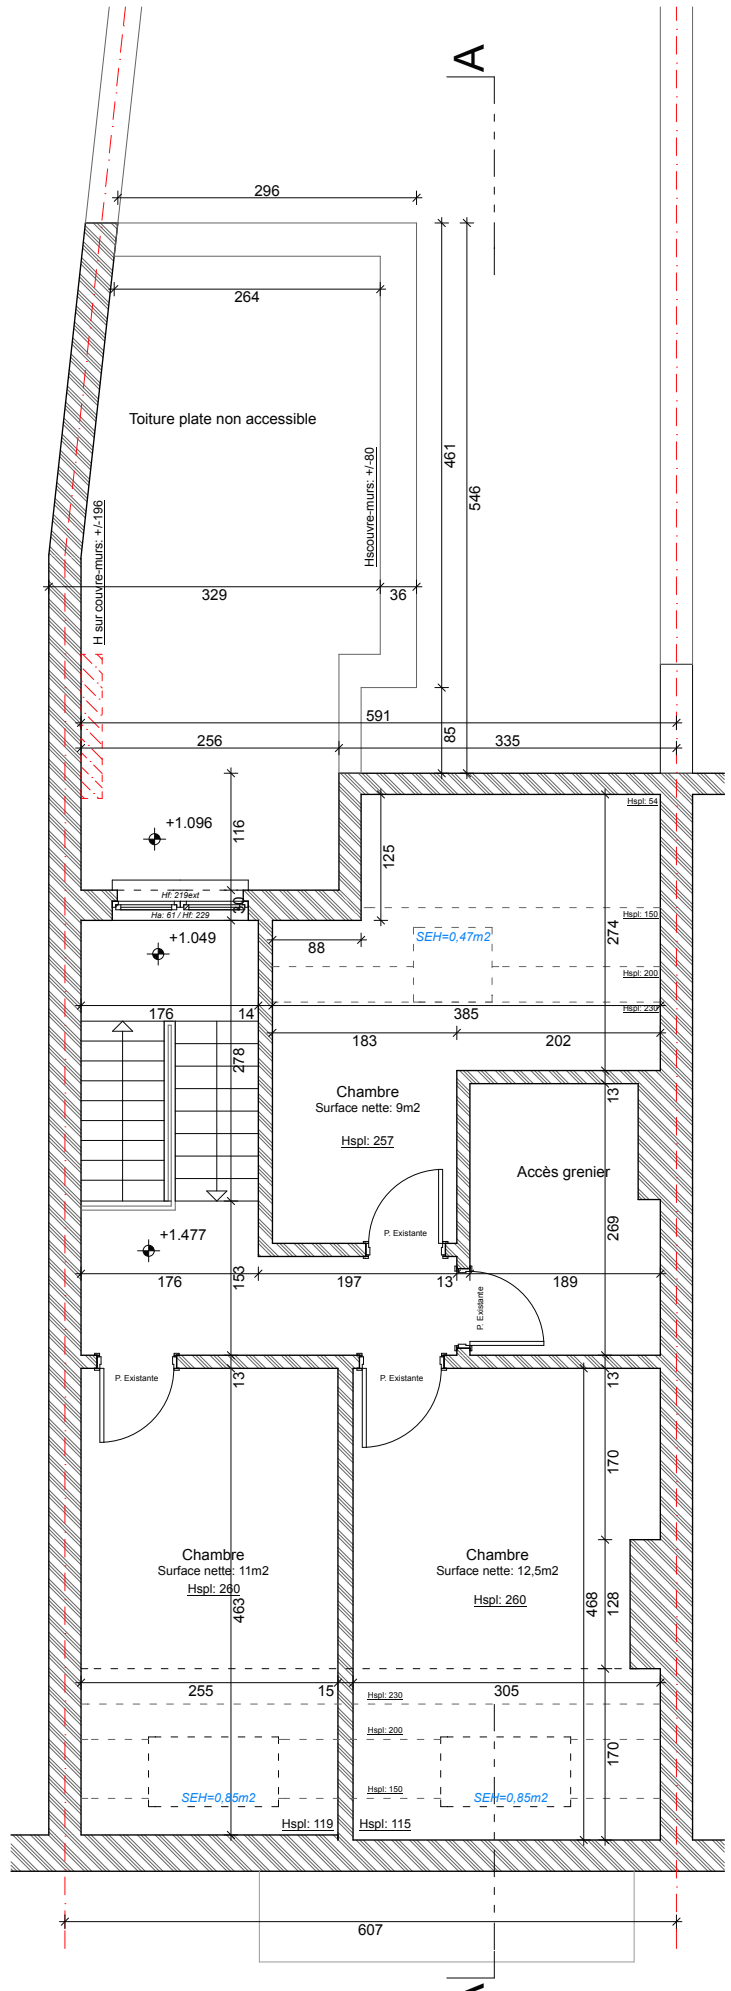 A
296
264
Toiture plate non accessible
H sur couvre-murs: +/-196
Hscouvre-murs: +/-80
461
546
329
36
591
256
335
85
+1.096
116
125
Hspl: 54
Hf: 219ext
Ha: 61 / Hf: 229
30
+1.049
88
SEH=0,47m2
274
Hspl: 150
Hspl: 200
Hspl: 230
176
14
385
183
202
278
Chambre
Surface nette: 9m2
Hspl: 257
13
Accès grenier
+1.477
P. Existante
269
176
153
197
13
189
P. Existante
P. Existante
13
P. Existante
13
170
Chambre
Surface nette: 11m2
Hspl: 260
463
Chambre
Surface nette: 12,5m2
Hspl: 260
468
128
255
15
305
Hspl: 230
Hspl: 200
Hspl: 150
170
SEH=0,85m2
SEH=0,85m2
Hspl: 119
Hspl: 115
607
A